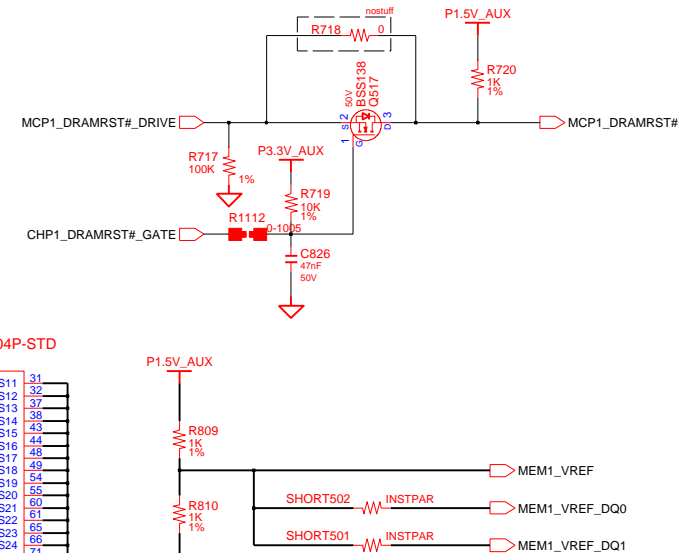 nostuff
R718
0
P1.5V_AUX
R720
1K
1%
BSS138
Q517
50V
S
2
3
D
1
G
MCP1_DRAMRST#_DRIVE
MCP1_DRAMRST#
R717
100K
1%
P3.3V_AUX
R719
10K
1%
R1112
0-1005
CHP1_DRAMRST#_GATE
C826
47nF
50V
04P-STD
S11 31
S12 32
S13 37
S14 38
S15 43
S16 44
S17 48
S18 49
S19 54
S20 55
S21 60
S22 61
S23 65
S24 66
71
P1.5V_AUX
R809
1K
1%
R810
1K
1%
MEM1_VREF
SHORT502
INSTPAR
MEM1_VREF_DQ0
SHORT501
INSTPAR
MEM1_VREF_DQ1